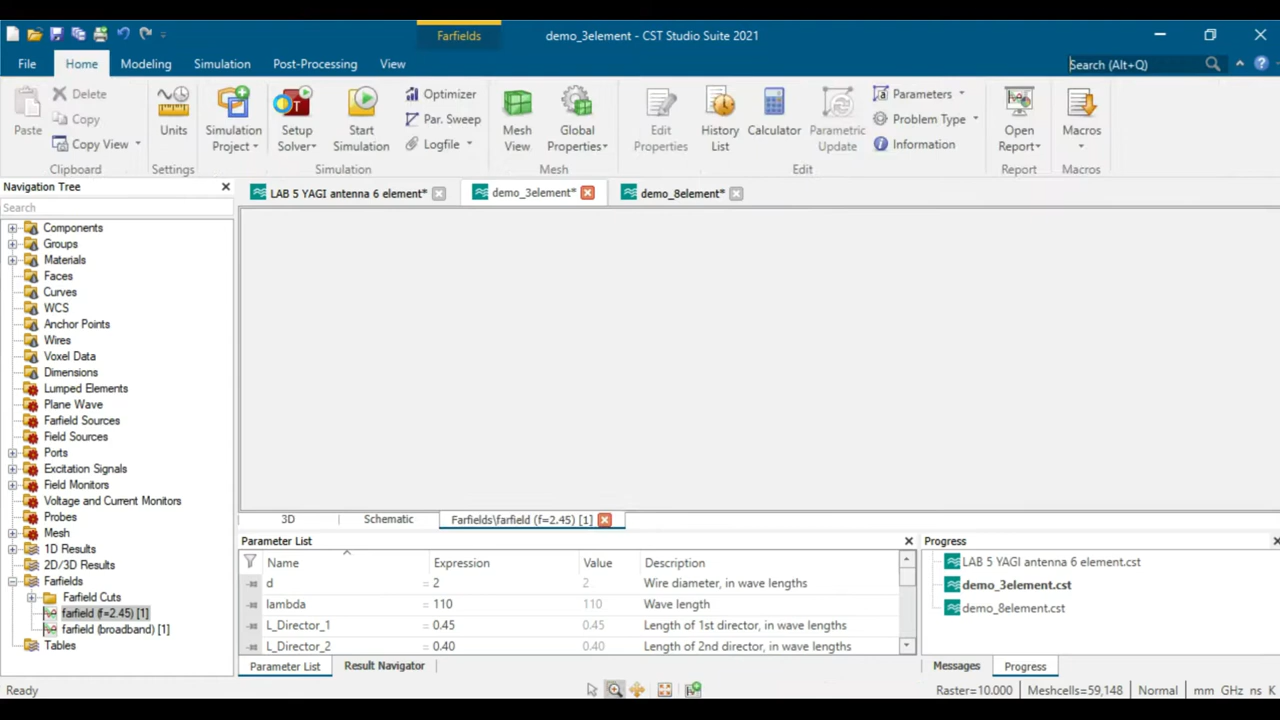 Farfields
demo_3element - CST Studio Suite 2021
File
Home
Modeling
Simulation
Post-Processing
View
Search (Alt+Q)
Paste
Delete
Copy
Copy View
Clipboard
Units
Settings
Simulation
Project
Setup
Solver
Start
Simulation
Optimizer
Par. Sweep
Logfile
Simulation
Mesh
View
Global
Properties
Mesh
Edit
Properties
History
List
Calculator
Parametric
Update
Parameters
Problem Type
Information
Edit
Open
Report
Report
Macros
Macros
Navigation Tree
Search
LAB 5 YAGI antenna 6 element*
demo_3element*
demo_8element*
Components
Groups
Materials
Faces
Curves
WCS
Anchor Points
Wires
Voxel Data
Dimensions
Lumped Elements
Plane Wave
Farfield Sources
Field Sources
Ports
Excitation Signals
Field Monitors
Voltage and Current Monitors
Probes
Mesh
1D Results
2D/3D Results
Farfields
Farfield Cuts
farfield (f=2.45) [1]
farfield (broadband) [1]
Tables
3D
Schematic
Farfields\farfield (f=2.45) [1]
Parameter List
Name Expression Value Description
d = 2 2 Wire diameter, in wave lengths
lambda = 110 110 Wave length
L_Director_1 = 0.45 0.45 Length of 1st director, in wave lengths
L_Director_2 = 0.40 0.40 Length of 2nd director, in wave lengths
Parameter List
Result Navigator
Progress
LAB 5 YAGI antenna 6 element.cst
demo_3element.cst
demo_8element.cst
Messages
Progress
Ready
Raster=10.000
Meshcells=59,148
Normal
mm GHz ns K